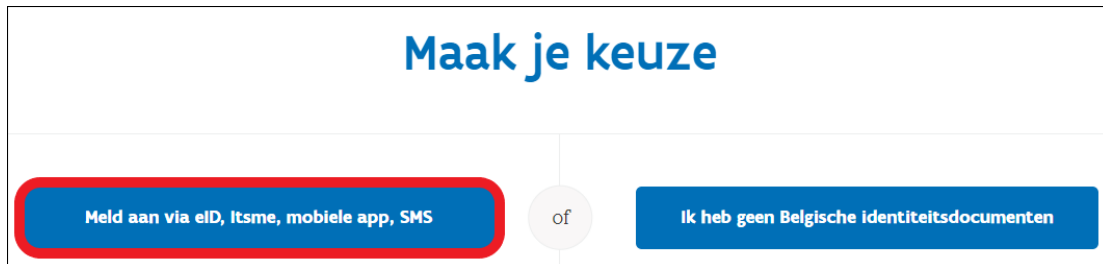 Maak je keuze
Meld aan via eID, Itsme, mobiele app, SMS
of
Ik heb geen Belgische identiteitsdocumenten